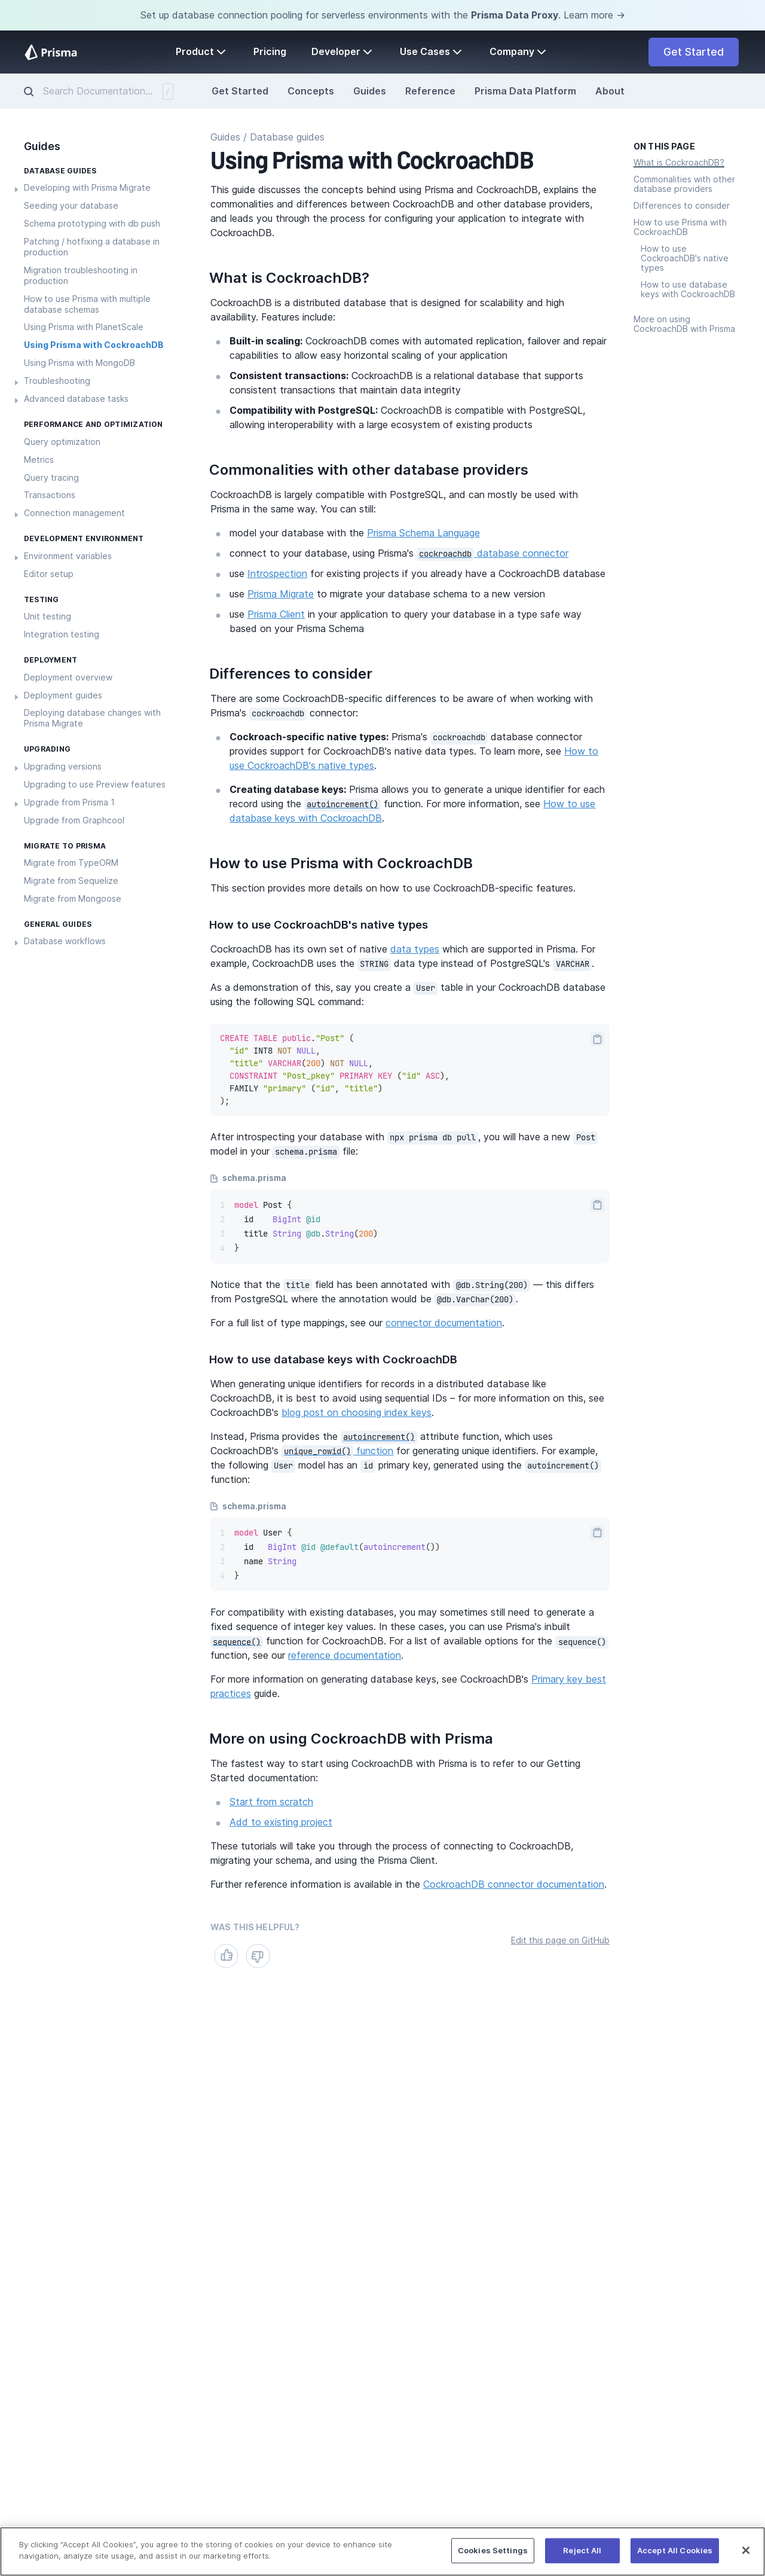 Set up database connection pooling for serverless environments with the Prisma Data Proxy. Learn more →
Prisma
Product
Pricing
Developer
Use Cases
Company
Get Started
Search Documentation...
/
Get Started
Concepts
Guides
Reference
Prisma Data Platform
About
Guides
DATABASE GUIDES
Developing with Prisma Migrate
Seeding your database
Schema prototyping with db push
Patching / hotfixing a database in
production
Migration troubleshooting in
production
How to use Prisma with multiple
database schemas
Using Prisma with PlanetScale
Using Prisma with CockroachDB
Using Prisma with MongoDB
Troubleshooting
Advanced database tasks
PERFORMANCE AND OPTIMIZATION
Query optimization
Metrics
Query tracing
Transactions
Connection management
DEVELOPMENT ENVIRONMENT
Environment variables
Editor setup
TESTING
Unit testing
Integration testing
DEPLOYMENT
Deployment overview
Deployment guides
Deploying database changes with
Prisma Migrate
UPGRADING
Upgrading versions
Upgrading to use Preview features
Upgrade from Prisma 1
Upgrade from Graphcool
MIGRATE TO PRISMA
Migrate from TypeORM
Migrate from Sequelize
Migrate from Mongoose
GENERAL GUIDES
Database workflows
Guides / Database guides
Using Prisma with CockroachDB
This guide discusses the concepts behind using Prisma and CockroachDB, explains the
commonalities and differences between CockroachDB and other database providers,
and leads you through the process for configuring your application to integrate with
CockroachDB.
What is CockroachDB?
CockroachDB is a distributed database that is designed for scalability and high
availability. Features include:
Built-in scaling: CockroachDB comes with automated replication, failover and repair
capabilities to allow easy horizontal scaling of your application
Consistent transactions: CockroachDB is a relational database that supports
consistent transactions that maintain data integrity
Compatibility with PostgreSQL: CockroachDB is compatible with PostgreSQL,
allowing interoperability with a large ecosystem of existing products
Commonalities with other database providers
CockroachDB is largely compatible with PostgreSQL, and can mostly be used with
Prisma in the same way. You can still:
model your database with the Prisma Schema Language
connect to your database, using Prisma's cockroachdb database connector
use Introspection for existing projects if you already have a CockroachDB database
use Prisma Migrate to migrate your database schema to a new version
use Prisma Client in your application to query your database in a type safe way
based on your Prisma Schema
Differences to consider
There are some CockroachDB-specific differences to be aware of when working with
Prisma's cockroachdb connector:
Cockroach-specific native types: Prisma's cockroachdb database connector
provides support for CockroachDB's native data types. To learn more, see How to
use CockroachDB's native types.
Creating database keys: Prisma allows you to generate a unique identifier for each
record using the autoincrement() function. For more information, see How to use
database keys with CockroachDB.
How to use Prisma with CockroachDB
This section provides more details on how to use CockroachDB-specific features.
How to use CockroachDB's native types
CockroachDB has its own set of native data types which are supported in Prisma. For
example, CockroachDB uses the STRING data type instead of PostgreSQL's VARCHAR.
As a demonstration of this, say you create a User table in your CockroachDB database
using the following SQL command:
CREATE TABLE public."Post" (
"id" INT8 NOT NULL,
"title" VARCHAR(200) NOT NULL,
CONSTRAINT "Post_pkey" PRIMARY KEY ("id" ASC),
FAMILY "primary" ("id", "title")
);
After introspecting your database with npx prisma db pull, you will have a new Post
model in your schema.prisma file:
schema.prisma
1 model Post {
2 id BigInt @id
3 title String @db.String(200)
4 }
Notice that the title field has been annotated with @db.String(200) — this differs
from PostgreSQL where the annotation would be @db.VarChar(200).
For a full list of type mappings, see our connector documentation.
How to use database keys with CockroachDB
When generating unique identifiers for records in a distributed database like
CockroachDB, it is best to avoid using sequential IDs – for more information on this, see
CockroachDB's blog post on choosing index keys.
Instead, Prisma provides the autoincrement() attribute function, which uses
CockroachDB's unique_rowid() function for generating unique identifiers. For example,
the following User model has an id primary key, generated using the autoincrement()
function:
schema.prisma
1 model User {
2 id BigInt @id @default(autoincrement())
3 name String
4 }
For compatibility with existing databases, you may sometimes still need to generate a
fixed sequence of integer key values. In these cases, you can use Prisma's inbuilt
sequence() function for CockroachDB. For a list of available options for the sequence()
function, see our reference documentation.
For more information on generating database keys, see CockroachDB's Primary key best
practices guide.
More on using CockroachDB with Prisma
The fastest way to start using CockroachDB with Prisma is to refer to our Getting
Started documentation:
Start from scratch
Add to existing project
These tutorials will take you through the process of connecting to CockroachDB,
migrating your schema, and using the Prisma Client.
Further reference information is available in the CockroachDB connector documentation.
WAS THIS HELPFUL?
Edit this page on GitHub
ON THIS PAGE
What is CockroachDB?
Commonalities with other
database providers
Differences to consider
How to use Prisma with
CockroachDB
How to use
CockroachDB's native
types
How to use database
keys with CockroachDB
More on using
CockroachDB with Prisma
By clicking "Accept All Cookies", you agree to the storing of cookies on your device to enhance site
navigation, analyze site usage, and assist in our marketing efforts.
Cookies Settings
Reject All
Accept All Cookies